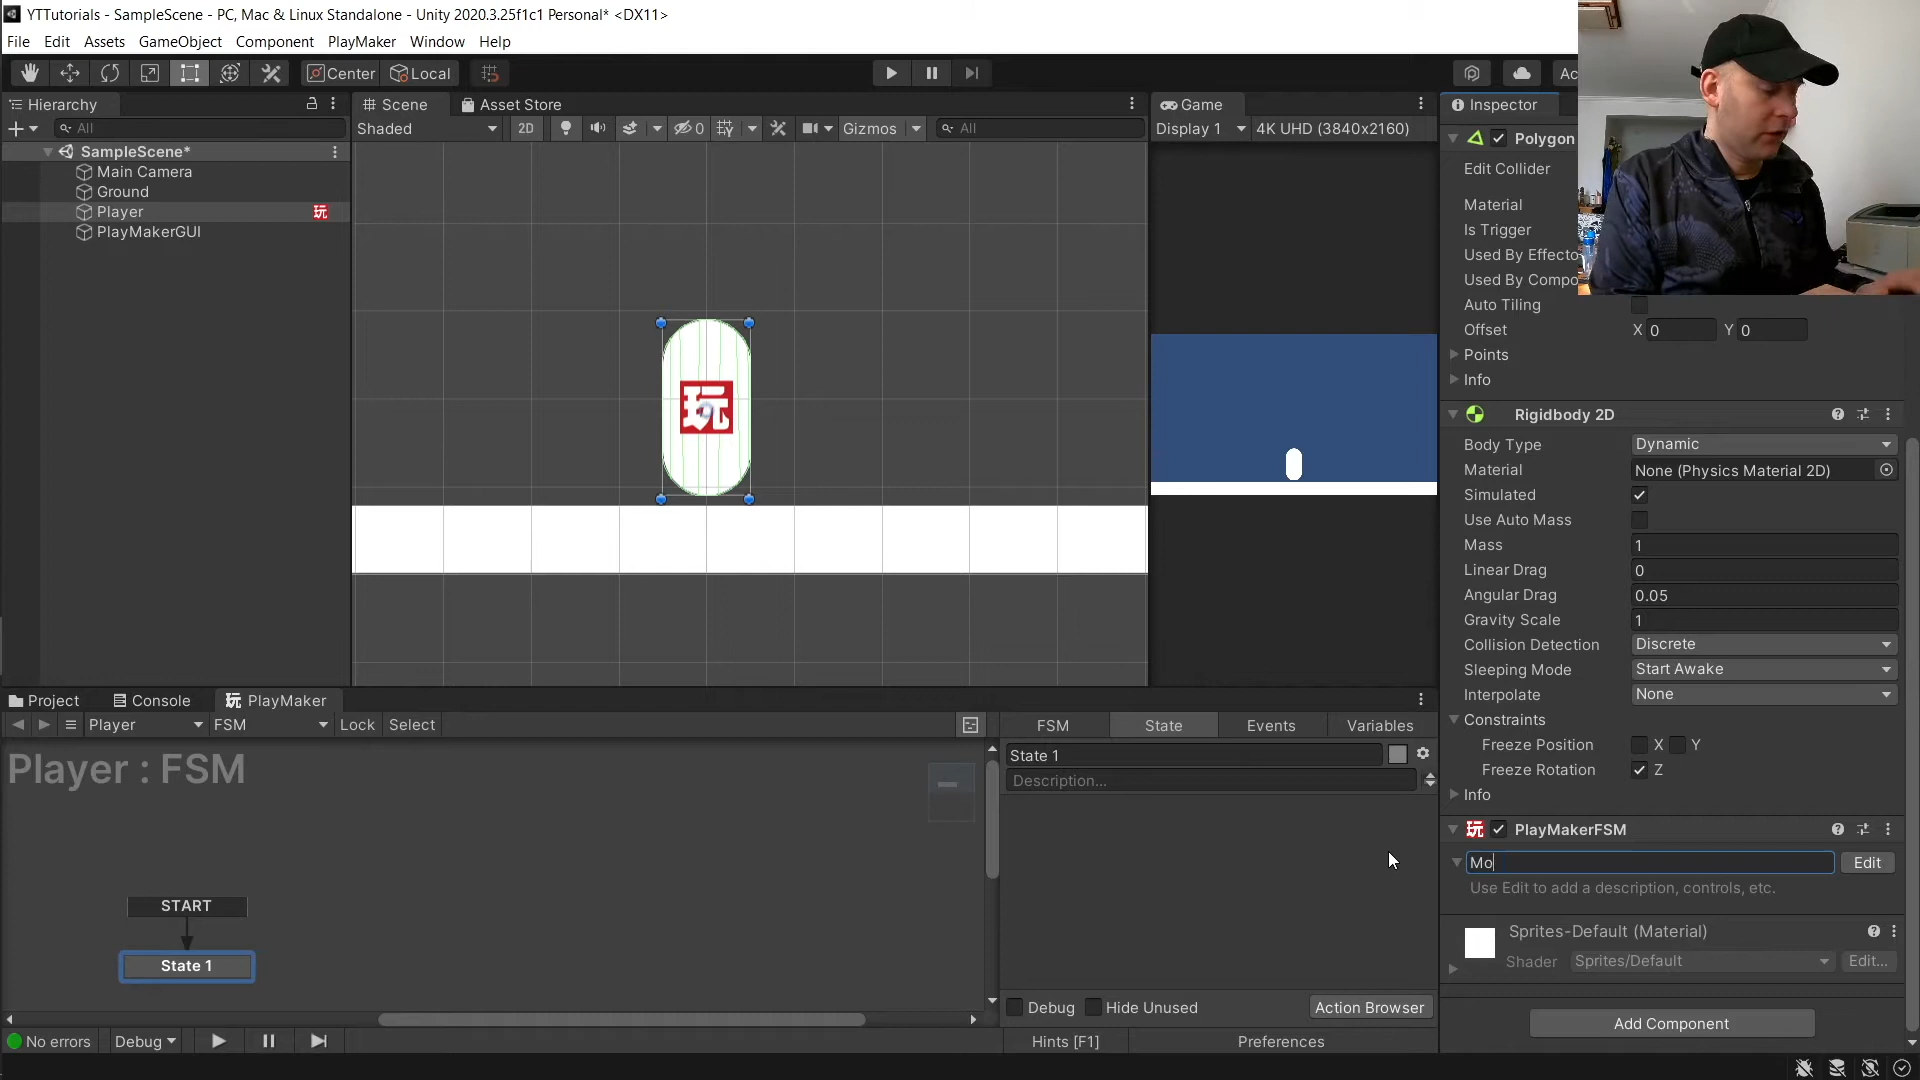 YTTutorials - SampleScene - PC, Mac & Linux Standalone - Unity 2020.3.25f1c1 Personal* <DX11>
File Edit Assets GameObject Component PlayMaker Window Help
Center Local Ac
Hierarchy
All
SampleScene*
Main Camera
Ground
Player 玩
PlayMakerGUI
Scene Asset Store
Shaded 2D 0 Gizmos All
玩
Game
Display 1 4K UHD (3840x2160)
Inspector
Polygon
Edit Collider
Material
Is Trigger
Used By Effecto
Used By Compo
Auto Tiling
Offset X 0 Y 0
Points
Info
Rigidbody 2D
Body Type Dynamic
Material None (Physics Material 2D)
Simulated
Use Auto Mass
Mass 1
Linear Drag 0
Angular Drag 0.05
Gravity Scale 1
Collision Detection Discrete
Sleeping Mode Start Awake
Interpolate None
Constraints
Freeze Position X Y
Freeze Rotation Z
Info
玩 PlayMakerFSM
Mo Edit
Use Edit to add a description, controls, etc.
Sprites-Default (Material)
Shader Sprites/Default Edit...
Add Component
Project Console 玩 PlayMaker
Player FSM Lock Select
Player : FSM
START
State 1
FSM State Events Variables
State 1
Description...
Debug Hide Unused Action Browser
No errors Debug Hints [F1] Preferences